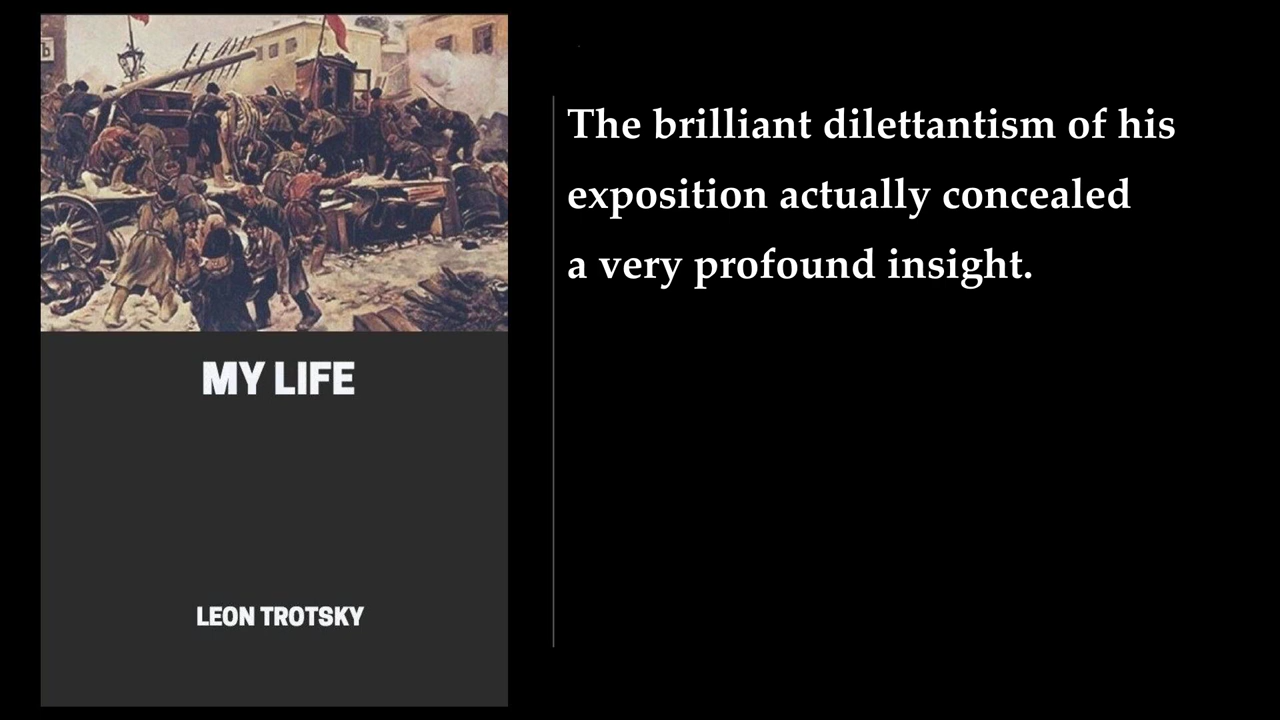 MY LIFE
LEON TROTSKY
The brilliant dilettantism of his
exposition actually concealed
a very profound insight.